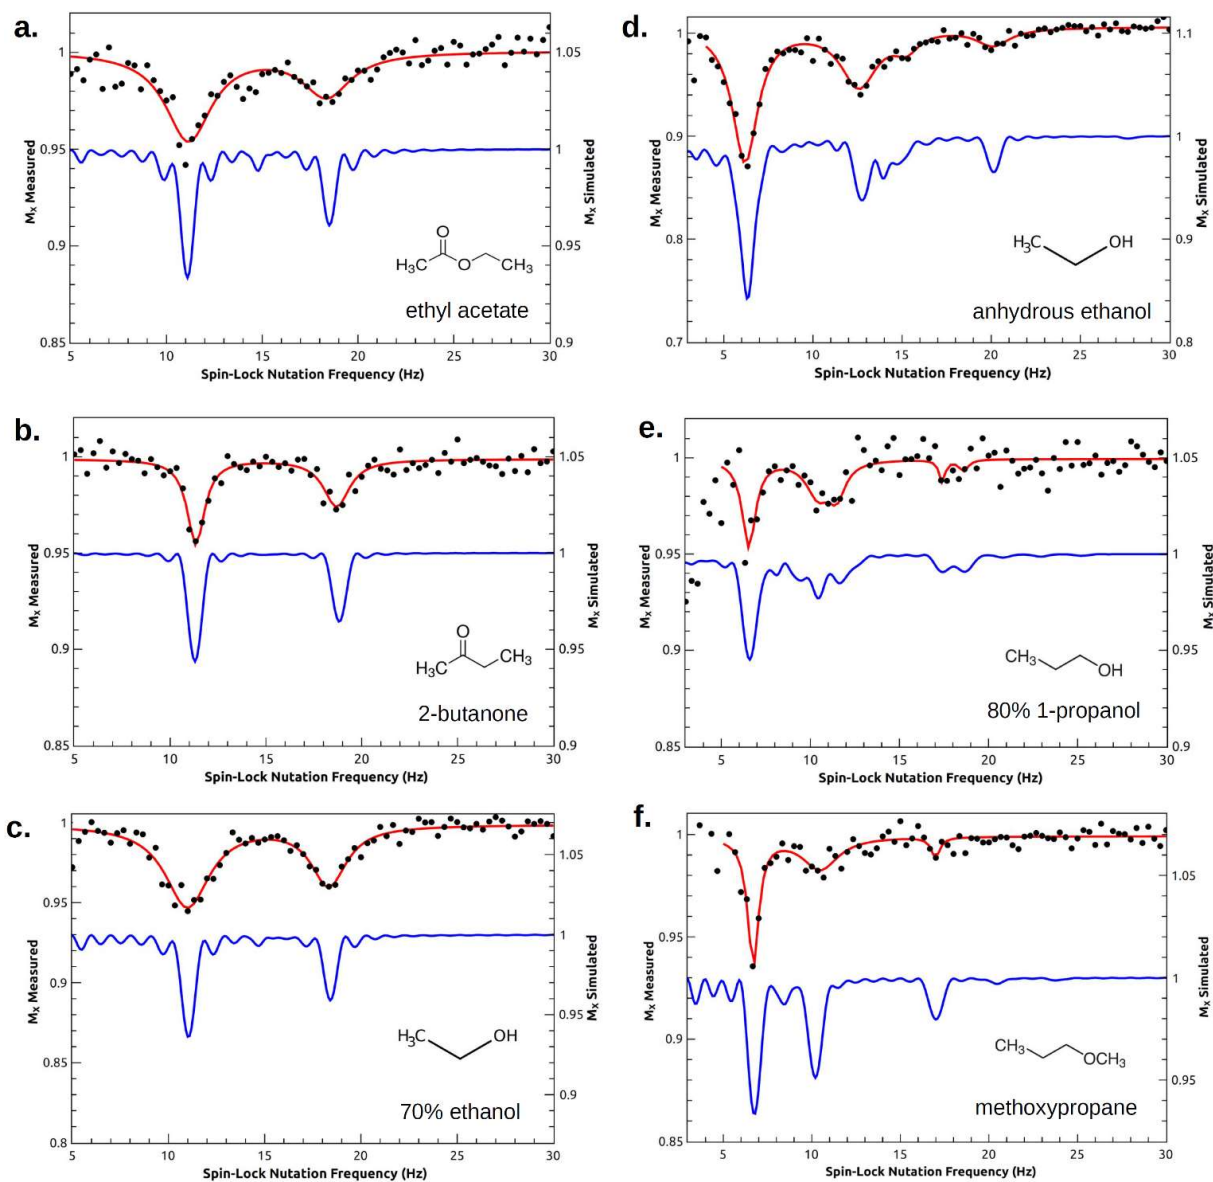 a.
1
0.95
0.9
0.85
Mx Measured
1.05
1
0.95
0.9
Mx Simulated
O
H₃C
O
CH₃
ethyl acetate
5 10 15 20 25 30
Spin-Lock Nutation Frequency (Hz)
d.
1
0.9
0.8
0.7
Mx Measured
1.1
1
0.9
0.8
Mx Simulated
H₃C
OH
anhydrous ethanol
5 10 15 20 25 30
Spin-Lock Nutation Frequency (Hz)
b.
1
0.95
0.9
0.85
Mx Measured
1.05
1
0.95
0.9
Mx Simulated
O
H₃C
CH₃
2-butanone
5 10 15 20 25 30
Spin-Lock Nutation Frequency (Hz)
e.
1
0.95
0.9
0.85
Mx Measured
1.05
1
0.95
0.9
Mx Simulated
CH₃
OH
80% 1-propanol
5 10 15 20 25 30
Spin-Lock Nutation Frequency (Hz)
c.
1
0.95
0.9
0.85
0.8
Mx Measured
1.05
1
0.95
0.9
Mx Simulated
H₃C
OH
70% ethanol
5 10 15 20 25 30
Spin-Lock Nutation Frequency (Hz)
f.
1
0.95
0.9
0.85
Mx Measured
1.05
1
0.95
Mx Simulated
CH₃
OCH₃
methoxypropane
5 10 15 20 25 30
Spin-Lock Nutation Frequency (Hz)